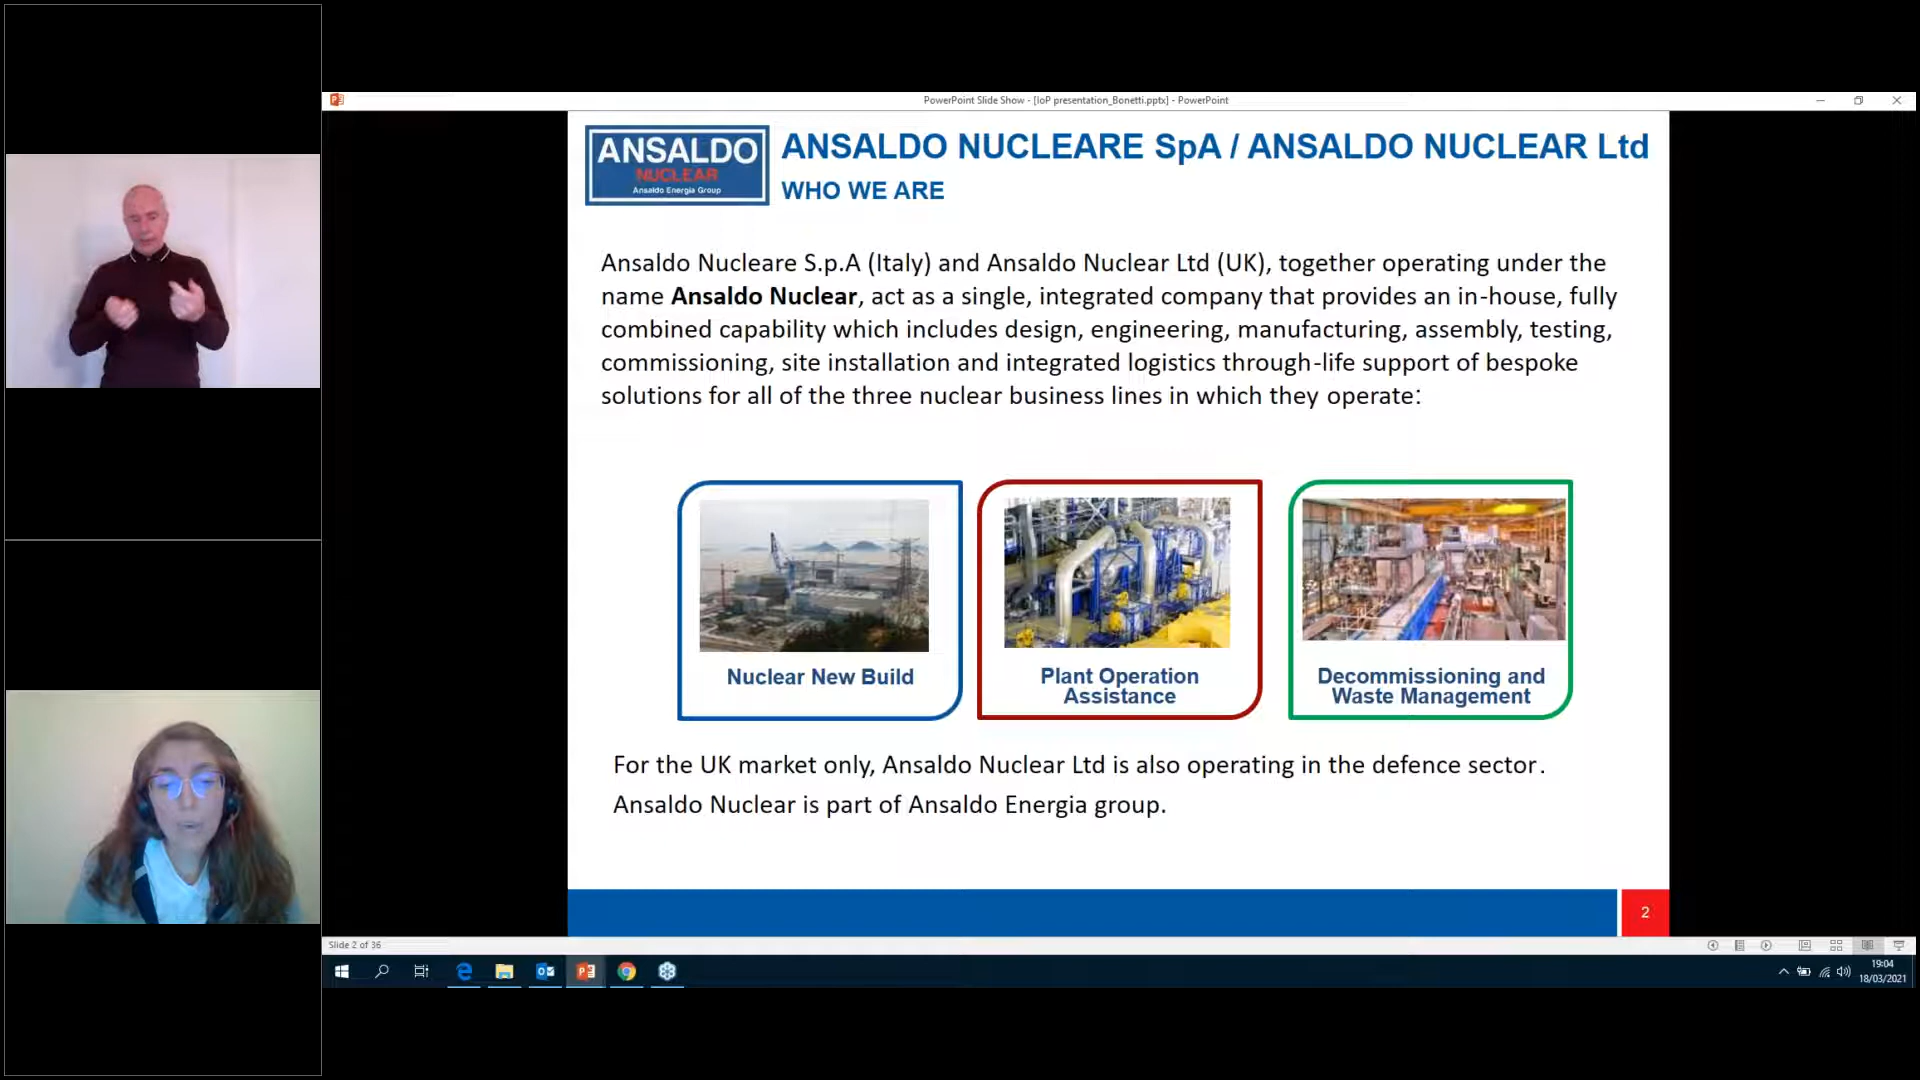 PowerPoint Slide Show - [IoP presentation_Bonetti.pptx] - PowerPoint
ANSALDO
NUCLEAR
Ansaldo Energia Group
ANSALDO NUCLEARE SpA / ANSALDO NUCLEAR Ltd
WHO WE ARE
Ansaldo Nucleare S.p.A (Italy) and Ansaldo Nuclear Ltd (UK), together operating under the
name Ansaldo Nuclear, act as a single, integrated company that provides an in-house, fully
combined capability which includes design, engineering, manufacturing, assembly, testing,
commissioning, site installation and integrated logistics through-life support of bespoke
solutions for all of the three nuclear business lines in which they operate:
Nuclear New Build
Plant Operation
Assistance
Decommissioning and
Waste Management
For the UK market only, Ansaldo Nuclear Ltd is also operating in the defence sector.
Ansaldo Nuclear is part of Ansaldo Energia group.
2
Slide 2 of 36
19:04
18/03/2021